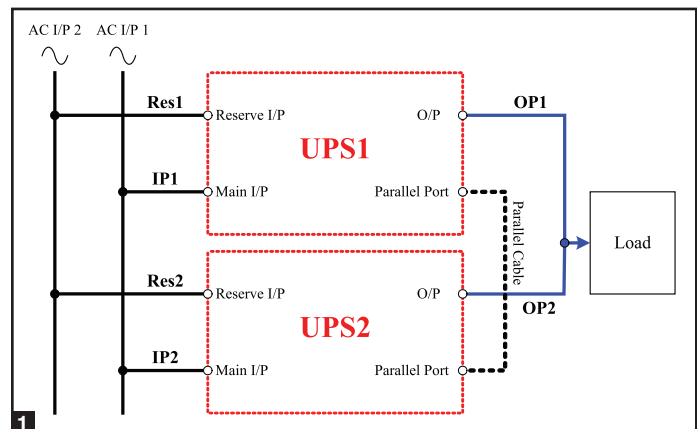 AC I/P 2 AC I/P 1
Res1
Reserve I/P
O/P
OP1
UPS1
IP1
Main I/P
Parallel Port
Parallel Cable
Load
Res2
Reserve I/P
O/P
OP2
UPS2
IP2
Main I/P
Parallel Port
1